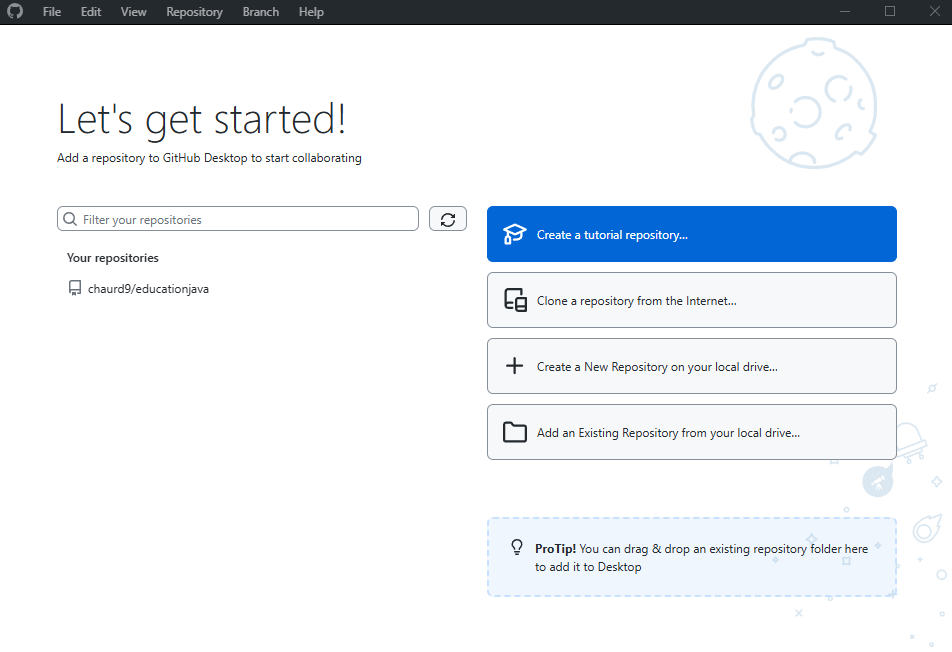 File Edit View Repository Branch Help
Let's get started!
Add a repository to GitHub Desktop to start collaborating
Filter your repositories
Your repositories
chaurd9/educationjava
Create a tutorial repository...
Clone a repository from the Internet...
Create a New Repository on your local drive...
Add an Existing Repository from your local drive...
ProTip! You can drag & drop an existing repository folder here
to add it to Desktop